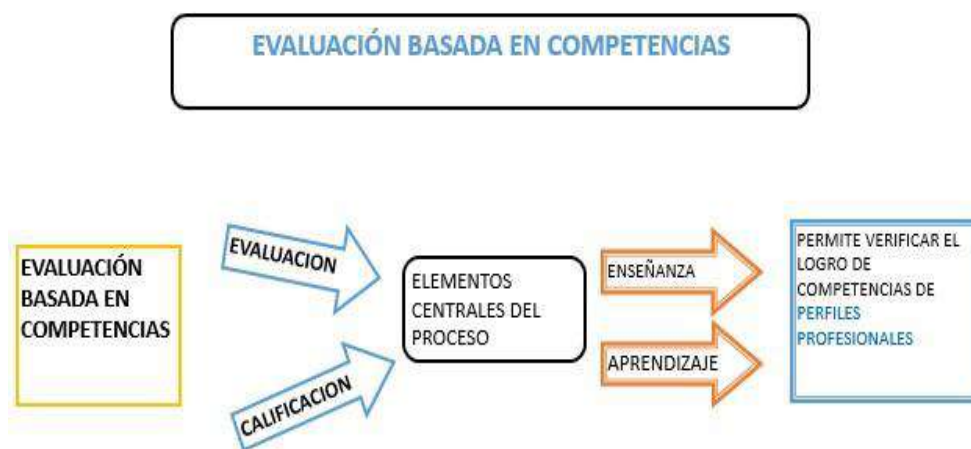 EVALUACIÓN BASADA EN COMPETENCIAS
EVALUACIÓN
BASADA EN
COMPETENCIAS
EVALUACION
CALIFICACION
ELEMENTOS
CENTRALES DEL
PROCESO
ENSEÑANZA
APRENDIZAJE
PERMITE VERIFICAR EL
LOGRO DE
COMPETENCIAS DE
PERFILES
PROFESIONALES